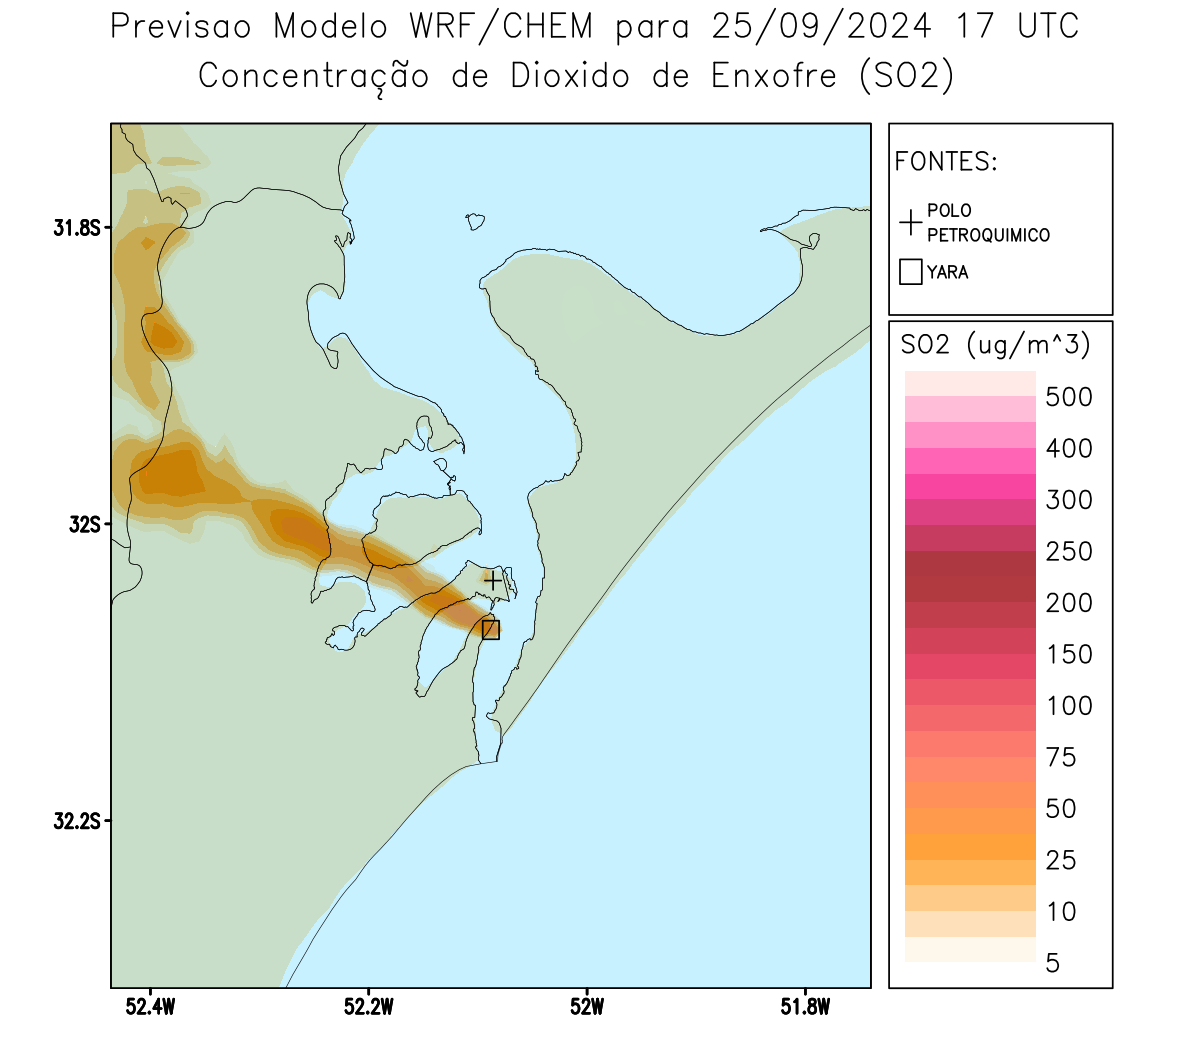 Previsao Modelo WRF/CHEM para 25/09/2024 17 UTC
Concentração de Dioxido de Enxofre (SO2)
FONTES:
POLO
PETROQUIMICO
YARA
SO2 (ug/m^3)
500
400
300
250
200
150
100
75
50
25
10
5
31.8S
32S
32.2S
52.4W
52.2W
52W
51.8W